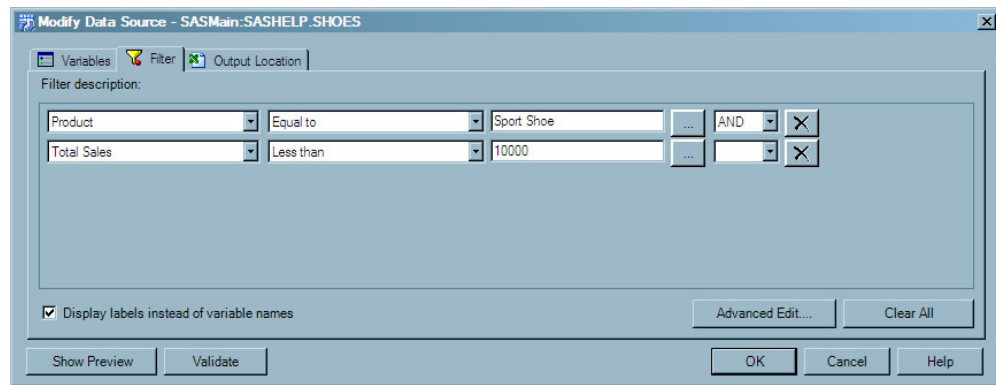 Modify Data Source - SASMain:SASHELP.SHOES
Variables Filter Output Location
Filter description:
Product Equal to Sport Shoe ... AND
Total Sales Less than 10000 ...
Display labels instead of variable names Advanced Edit.... Clear All
Show Preview Validate OK Cancel Help